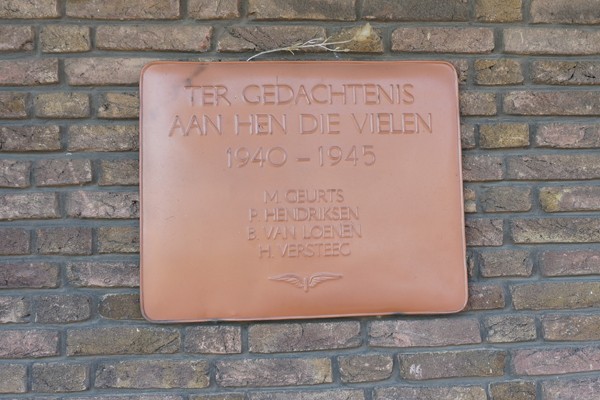 TER GEDACHTENIS
AAN HEN DIE VIELEN
1940 - 1945
M. GEURTS
P. HENDRIKSEN
B. VAN LOENEN
H. VERSTEEG